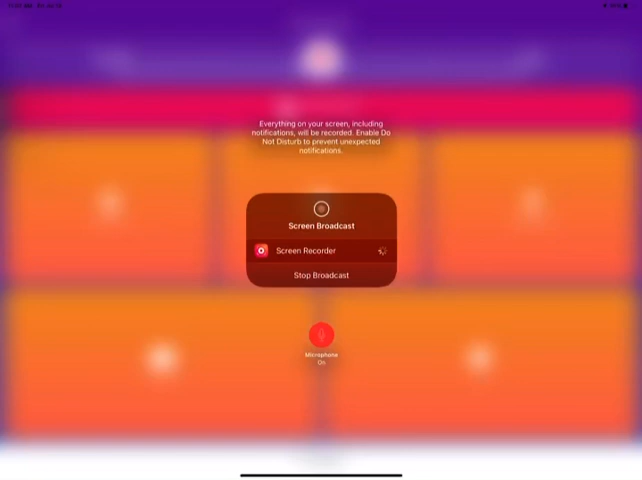 Everything on your screen, including
notifications, will be recorded. Enable Do
Not Disturb to prevent unexpected
notifications.
Screen Broadcast
Screen Recorder
Stop Broadcast
Microphone
On